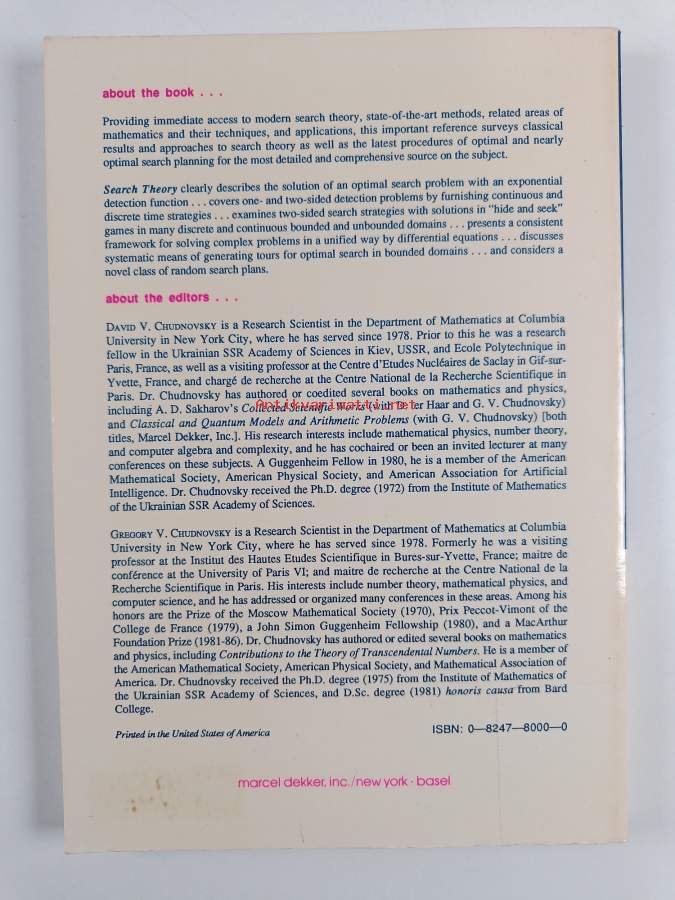 about the book . . .
Providing immediate access to modern search theory, state-of-the-art methods, related areas of
mathematics and their techniques, and applications, this important reference surveys classical
results and approaches to search theory as well as the latest procedures of optimal and nearly
optimal search planning for the most detailed and comprehensive source on the subject.
Search Theory clearly describes the solution of an optimal search problem with an exponential
detection function . . . covers one- and two-sided detection problems by furnishing continuous and
discrete time strategies . . . examines two-sided search strategies with solutions in "hide and seek"
games in many discrete and continuous bounded and unbounded domains . . . presents a consistent
framework for solving complex problems in a unified way by differential equations . . . discusses
systematic means of generating tours for optimal search in bounded domains . . . and considers a
novel class of random search plans.
about the editors . . .
DAVID V. CHUDNOVSKY is a Research Scientist in the Department of Mathematics at Columbia
University in New York City, where he has served since 1978. Prior to this he was a research
fellow in the Ukrainian SSR Academy of Sciences in Kiev, USSR, and Ecole Polytechnique in
Paris, France, as well as a visiting professor at the Centre d'Etudes Nucléaires de Saclay in Gif-sur-
Yvette, France, and chargé de recherche at the Centre National de la Recherche Scientifique in
Paris. Dr. Chudnovsky has authored or coedited several books on mathematics and physics,
including A. D. Sakharov's Collected Scientific Works (with D. ter Haar and G. V. Chudnovsky)
Antikvariwaatti.net
and Classical and Quantum Models and Arithmetic Problems (with G. V. Chudnovsky) [both
titles, Marcel Dekker, Inc.]. His research interests include mathematical physics, number theory,
and computer algebra and complexity, and he has cochaired or been an invited lecturer at many
conferences on these subjects. A Guggenheim Fellow in 1980, he is a member of the American
Mathematical Society, American Physical Society, and American Association for Artificial
Intelligence. Dr. Chudnovsky received the Ph.D. degree (1972) from the Institute of Mathematics
of the Ukrainian SSR Academy of Sciences.
GREGORY V. CHUDNOVSKY is a Research Scientist in the Department of Mathematics at Columbia
University in New York City, where he has served since 1978. Formerly he was a visiting
professor at the Institut des Hautes Etudes Scientifique in Bures-sur-Yvette, France; maitre de
conférence at the University of Paris VI; and maitre de recherche at the Centre National de la
Recherche Scientifique in Paris. His interests include number theory, mathematical physics, and
computer science, and he has addressed or organized many conferences in these areas. Among his
honors are the Prize of the Moscow Mathematical Society (1970), Prix Peccot-Vimont of the
College de France (1979), a John Simon Guggenheim Fellowship (1980), and a MacArthur
Foundation Prize (1981-86). Dr. Chudnovsky has authored or edited several books on mathematics
and physics, including Contributions to the Theory of Transcendental Numbers. He is a member of
the American Mathematical Society, American Physical Society, and Mathematical Association of
America. Dr. Chudnovsky received the Ph.D. degree (1975) from the Institute of Mathematics of
the Ukrainian SSR Academy of Sciences, and D.Sc. degree (1981) honoris causa from Bard
College.
Printed in the United States of America
ISBN: 0—8247—8000—0
marcel dekker, inc./new york · basel